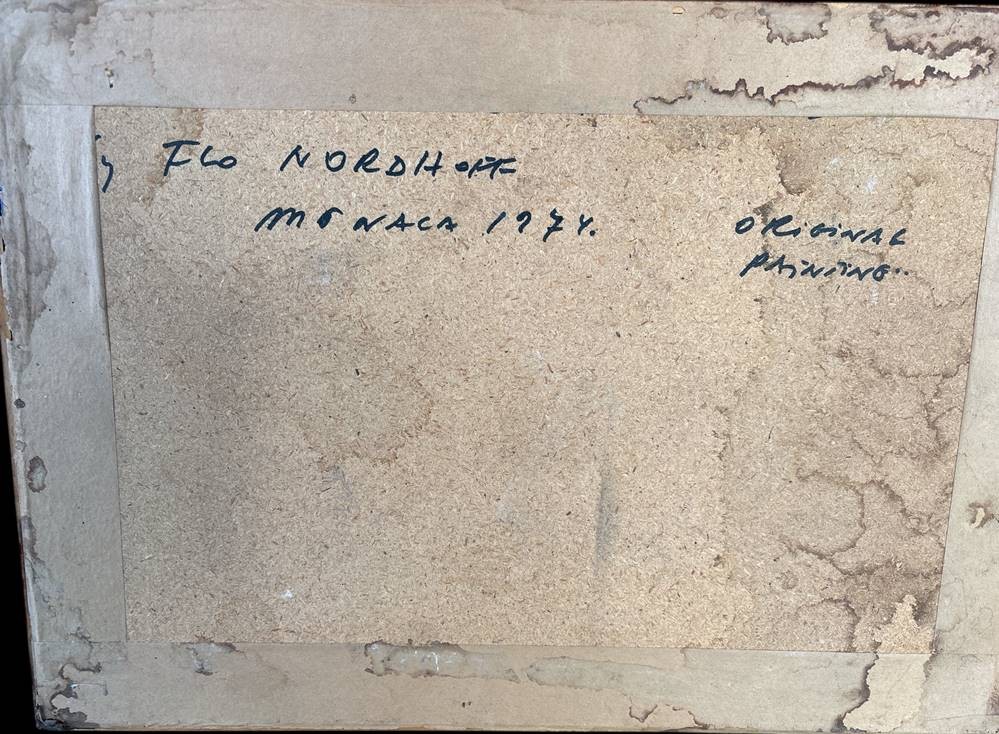 y FLO NORDHOFF
MONACA 1974.
ORIGINAL
PAINTING..